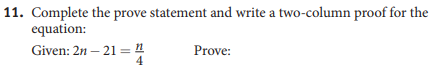 11. Complete the prove statement and write a two-column proof for the
equation:
Given: 2n – 21 = n/4 Prove: